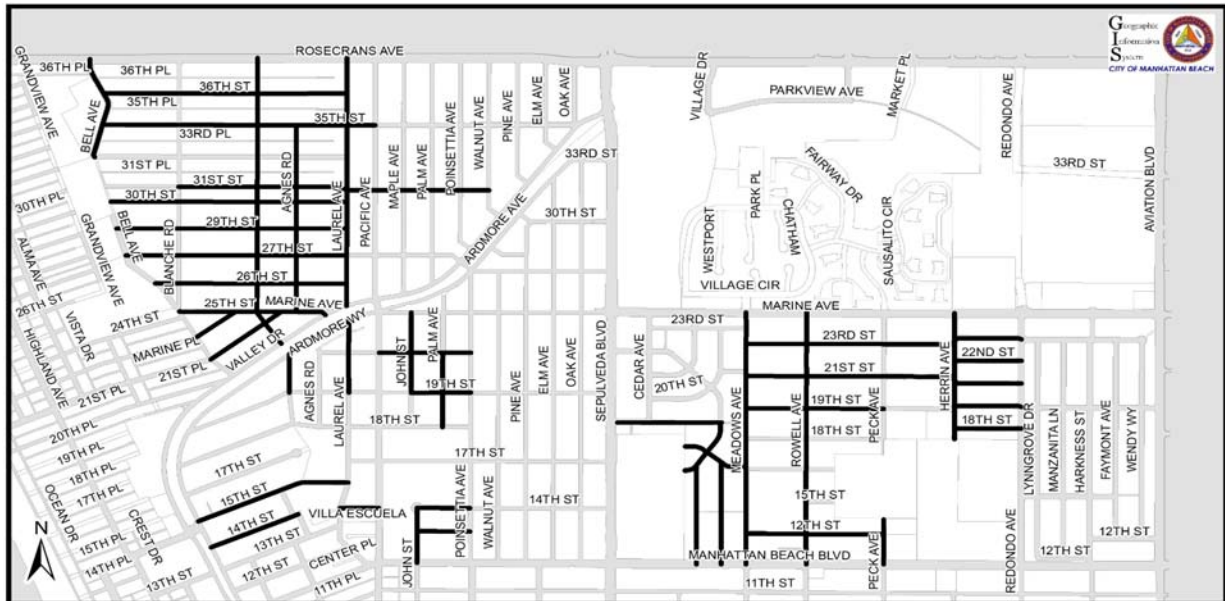 Geographic
Information
System
CITY OF MANHATTAN BEACH
ROSECRANS AVE
GRANDVIEW AVE
36TH PL
36TH PL
36TH ST
35TH PL
35TH ST
33RD PL
BELL AVE
31ST PL
31ST ST
30TH ST
30TH PL
29TH ST
27TH ST
26TH ST
25TH ST
MARINE AVE
AGNES RD
LAUREL AVE
PACIFIC AVE
MAPLE AVE
PALM AVE
POINSETTIA AVE
WALNUT AVE
PINE AVE
ELM AVE
OAK AVE
33RD ST
30TH ST
ARDMORE AVE
VILLAGE DR
PARKVIEW AVE
MARKET PL
REDONDO AVE
33RD ST
AVIATION BLVD
FAIRWAY DR
PARK PL
CHATHAM
WESTPORT
SAUSALITO CIR
VILLAGE CIR
MARINE AVE
BELL AVE
BLANCHE RD
GRANDVIEW AVE
ALMA AVE
26TH ST
HIGHLAND AVE
VISTA DR
24TH ST
MARINE PL
21ST PL
VALLEY DR
ARDMORE WY
21ST PL
20TH PL
19TH PL
18TH PL
17TH PL
OCEAN DR
CREST DR
15TH PL
14TH PL
13TH ST
AGNES RD
LAUREL AVE
18TH ST
JOHN ST
PALM AVE
19TH ST
PINE AVE
ELM AVE
OAK AVE
SEPULVEDA BLVD
17TH ST
17TH ST
15TH ST
14TH ST
13TH ST
12TH ST
11TH PL
CENTER PL
VILLA ESCUELA
JOHN ST
POINSETTIA AVE
WALNUT AVE
14TH ST
23RD ST
CEDAR AVE
20TH ST
MEADOWS AVE
ROWELL AVE
23RD ST
21ST ST
19TH ST
18TH ST
PECK AVE
15TH ST
12TH ST
MANHATTAN BEACH BLVD
11TH ST
PECK AVE
HERRIN AVE
22ND ST
18TH ST
LYNNGROVE DR
MANZANITA LN
HARKNESS ST
FAYMONT AVE
WENDY WY
REDONDO AVE
12TH ST
12TH ST
N